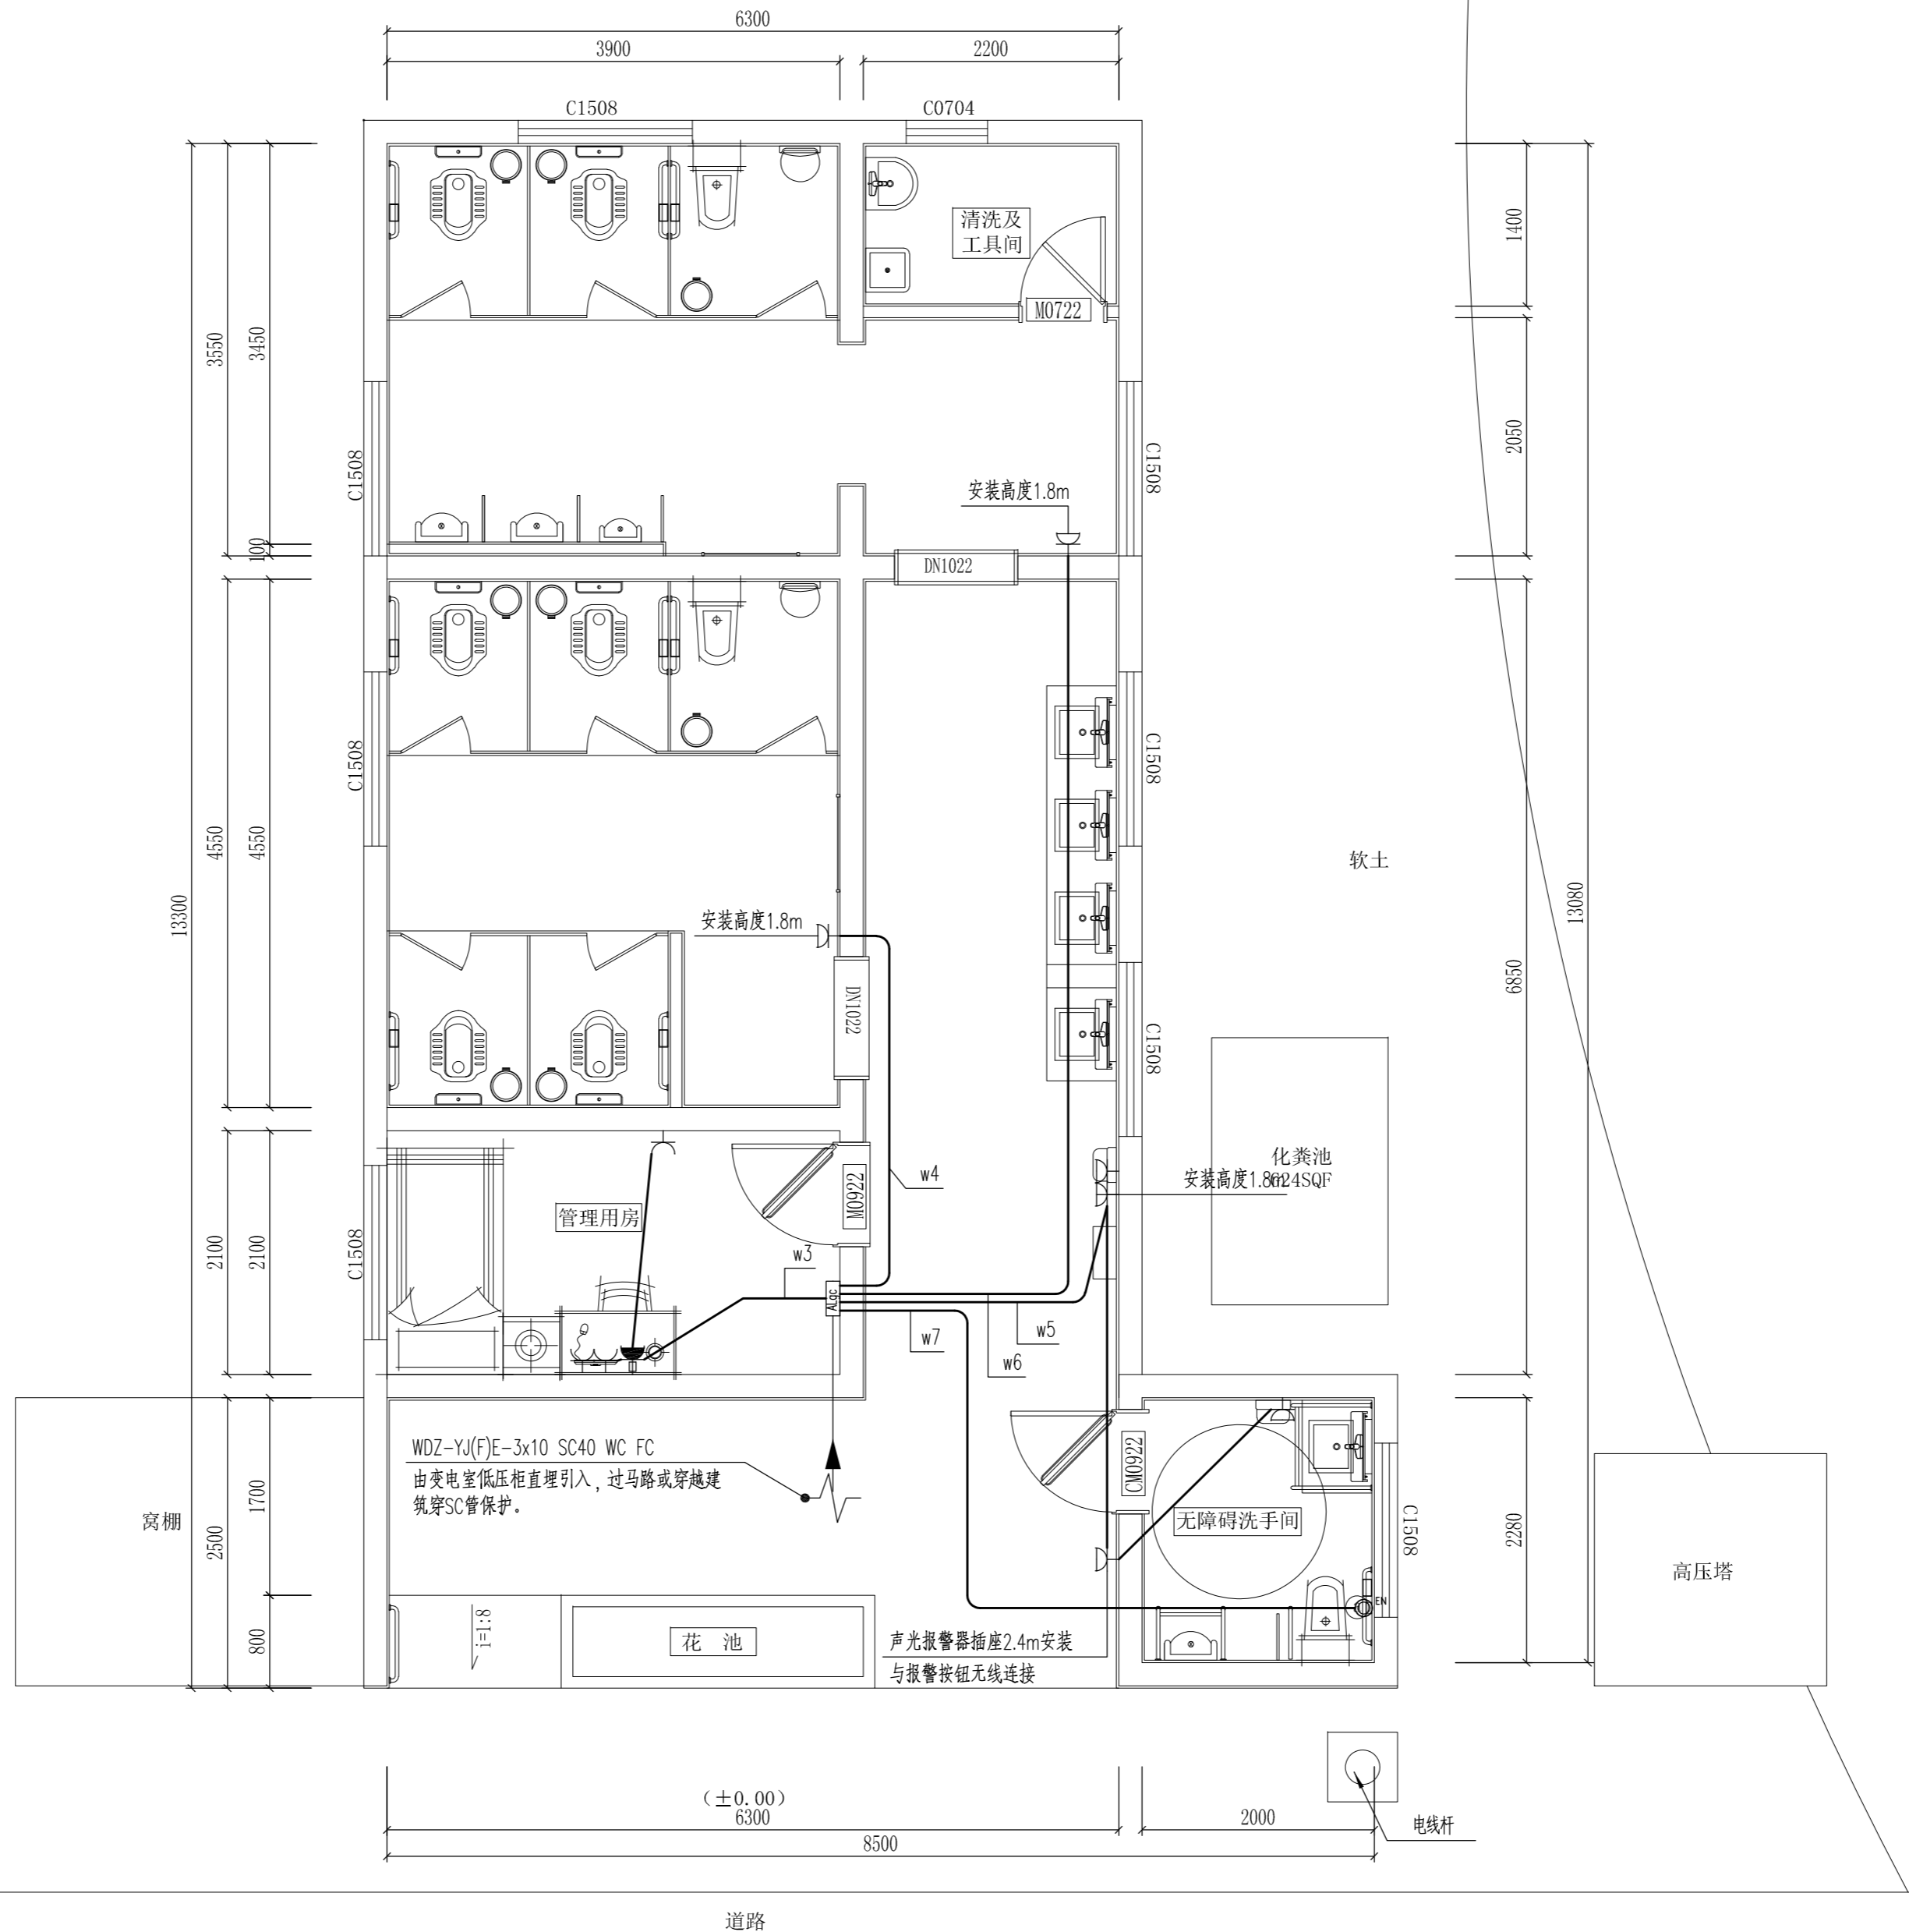 6300
3900
2200
C1508
C0704
清洗及
工具间
M0722
1400
3550
3450
2050
C1508
C1508
安装高度1.8m
100
DN1022
C1508
C1508
软土
4550
4550
13300
13080
安装高度1.8m
6850
DN1022
C1508
化粪池
624SQF
安装高度1.8m
w4
M0922
管理用房
2100
2100
C1508
w3
ALgc
w5
w7
w6
WDZ-YJ(F)E-3x10 SC40 WC FC
由变电室低压柜直埋引入，过马路或穿越建
筑穿SC管保护。
CM0922
1700
2500
窝棚
无障碍洗手间
C1508
2280
高压塔
EN
800
i=1:8
花 池
声光报警器插座2.4m安装
与报警按钮无线连接
(±0.00)
6300
2000
电线杆
8500
道路